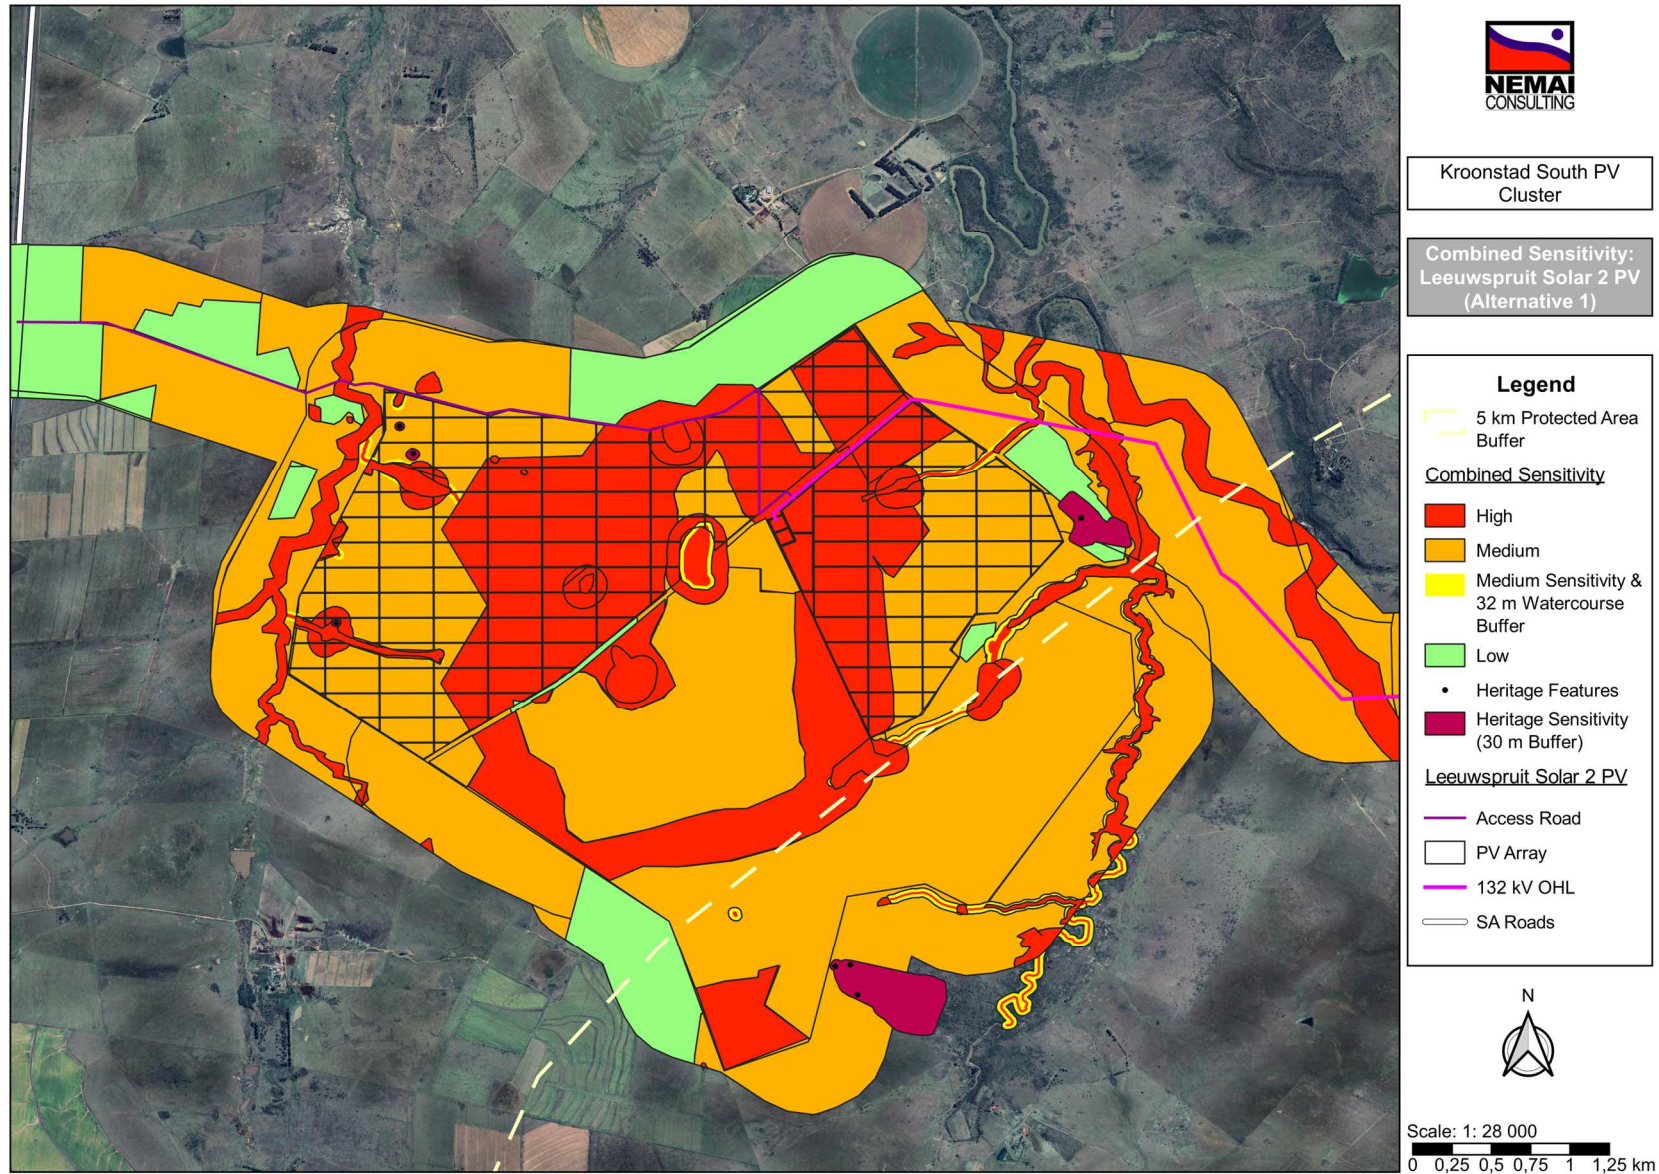 NEMAI
CONSULTING
Kroonstad South PV
Cluster
Combined Sensitivity:
Leeuwspruit Solar 2 PV
(Alternative 1)
Legend
5 km Protected Area
Buffer
Combined Sensitivity
High
Medium
Medium Sensitivity &
32 m Watercourse
Buffer
Low
Heritage Features
Heritage Sensitivity
(30 m Buffer)
Leeuwspruit Solar 2 PV
Access Road
PV Array
132 kV OHL
SA Roads
N
Scale: 1: 28 000
0 0,25 0,5 0,75 1 1,25 km